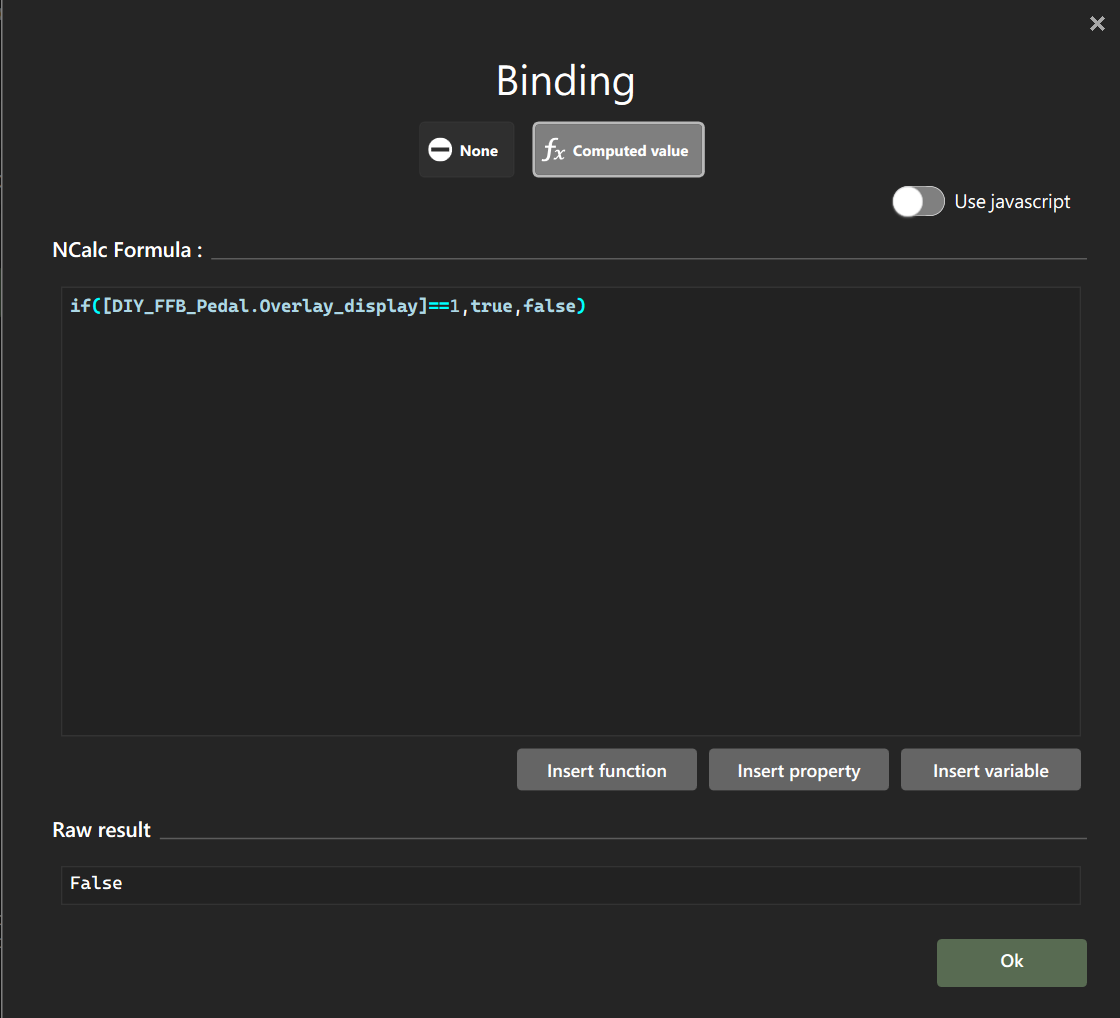 Binding
None
fx Computed value
Use javascript
NCalc Formula :
if([DIY_FFB_Pedal.Overlay_display]==1,true,false)
Insert function
Insert property
Insert variable
Raw result
False
Ok